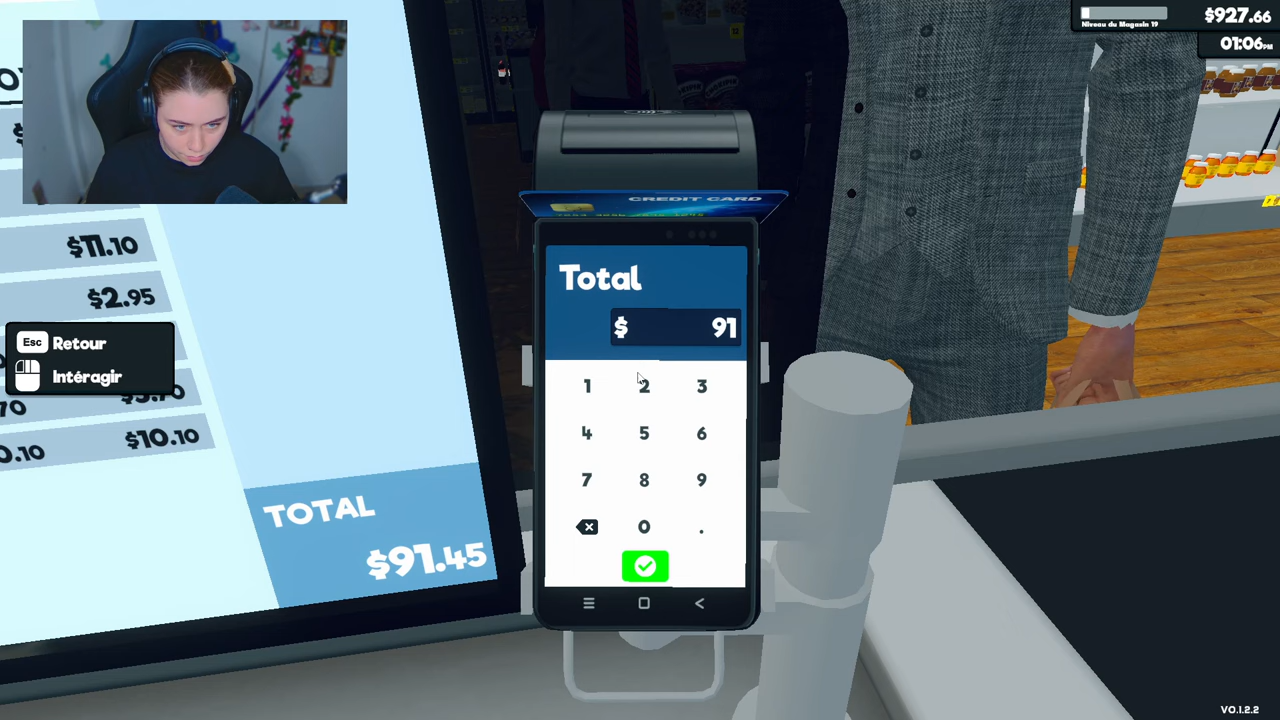 Niveau du Magasin 19
$927.66
01:06PM
CREDIT CARD
$11.10
$2.95
Esc Retour
Intéragir
$10.10
TOTAL
$91.45
Total
$ 91
1 2 3
4 5 6
7 8 9
0 .
V0.1.2.2